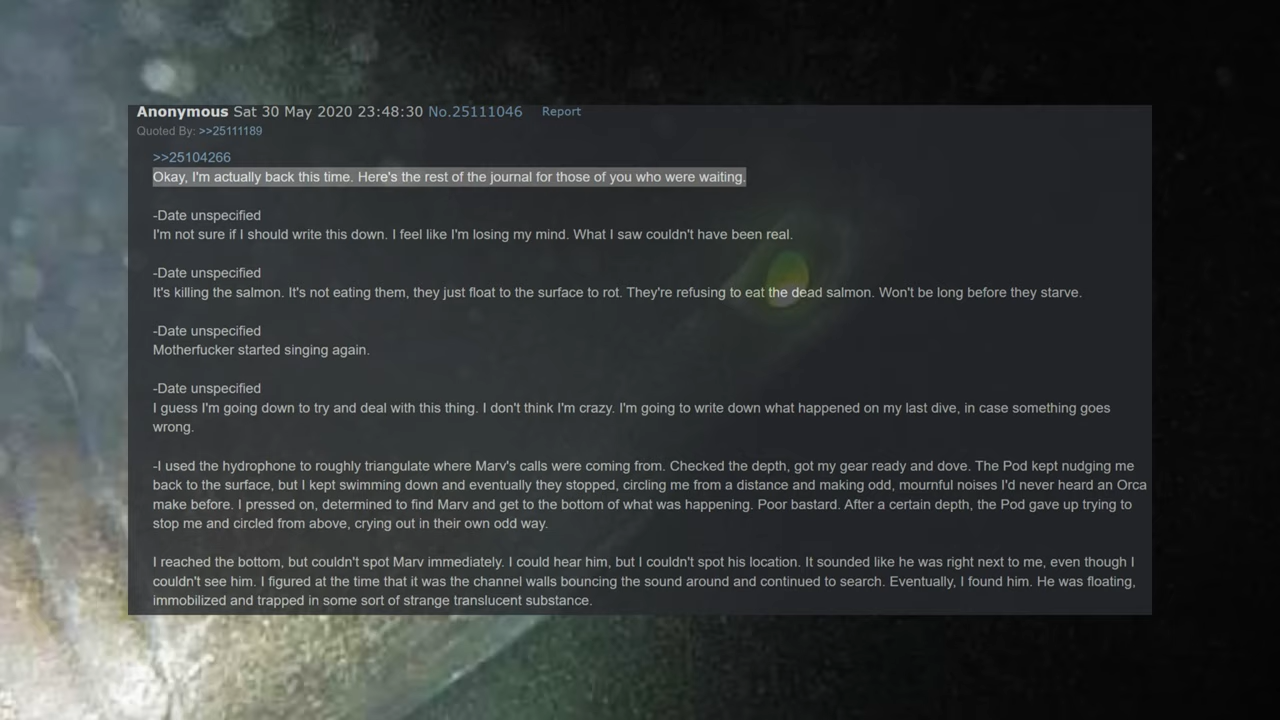 Anonymous Sat 30 May 2020 23:48:30 No.25111046 Report
Quoted By: >>25111189
>>25104266
Okay, I'm actually back this time. Here's the rest of the journal for those of you who were waiting.
-Date unspecified
I'm not sure if I should write this down. I feel like I'm losing my mind. What I saw couldn't have been real.
-Date unspecified
It's killing the salmon. It's not eating them, they just float to the surface to rot. They're refusing to eat the dead salmon. Won't be long before they starve.
-Date unspecified
Motherfucker started singing again.
-Date unspecified
I guess I'm going down to try and deal with this thing. I don't think I'm crazy. I'm going to write down what happened on my last dive, in case something goes
wrong.
-I used the hydrophone to roughly triangulate where Marv's calls were coming from. Checked the depth, got my gear ready and dove. The Pod kept nudging me
back to the surface, but I kept swimming down and eventually they stopped, circling me from a distance and making odd, mournful noises I'd never heard an Orca
make before. I pressed on, determined to find Marv and get to the bottom of what was happening. Poor bastard. After a certain depth, the Pod gave up trying to
stop me and circled from above, crying out in their own odd way.
I reached the bottom, but couldn't spot Marv immediately. I could hear him, but I couldn't spot his location. It sounded like he was right next to me, even though I
couldn't see him. I figured at the time that it was the channel walls bouncing the sound around and continued to search. Eventually, I found him. He was floating,
immobilized and trapped in some sort of strange translucent substance.